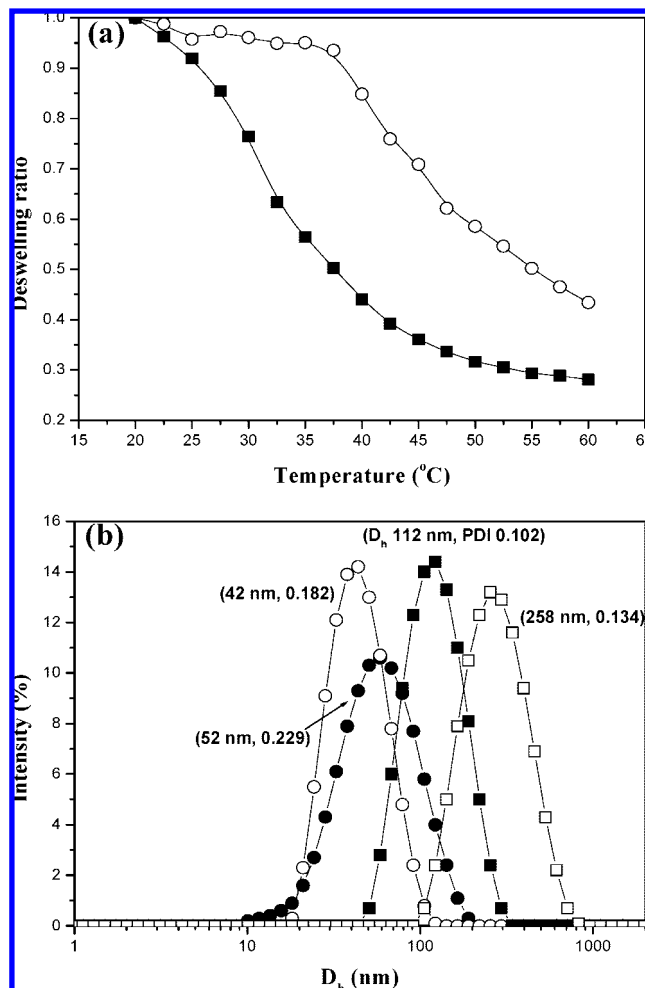 (a)
1.0
0.9
0.8
0.7
0.6
0.5
0.4
0.3
0.2
Deswelling ratio
15 20 25 30 35 40 45 50 55 60
Temperature (°C)
(b)
16
14
12
10
8
6
4
2
0
Intensity (%)
(Dh 112 nm, PDI 0.102)
(42 nm, 0.182)
(258 nm, 0.134)
(52 nm, 0.229)
1 10 100 1000
Dh (nm)